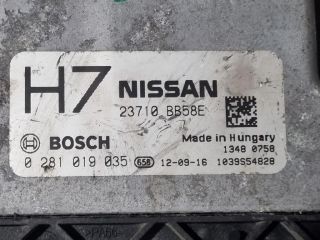 H7 NISSAN
23710 BB58E
BOSCH
Made in Hungary
1348 0758
0 281 019 035 658 12-09-16 1039S54828
>PA66